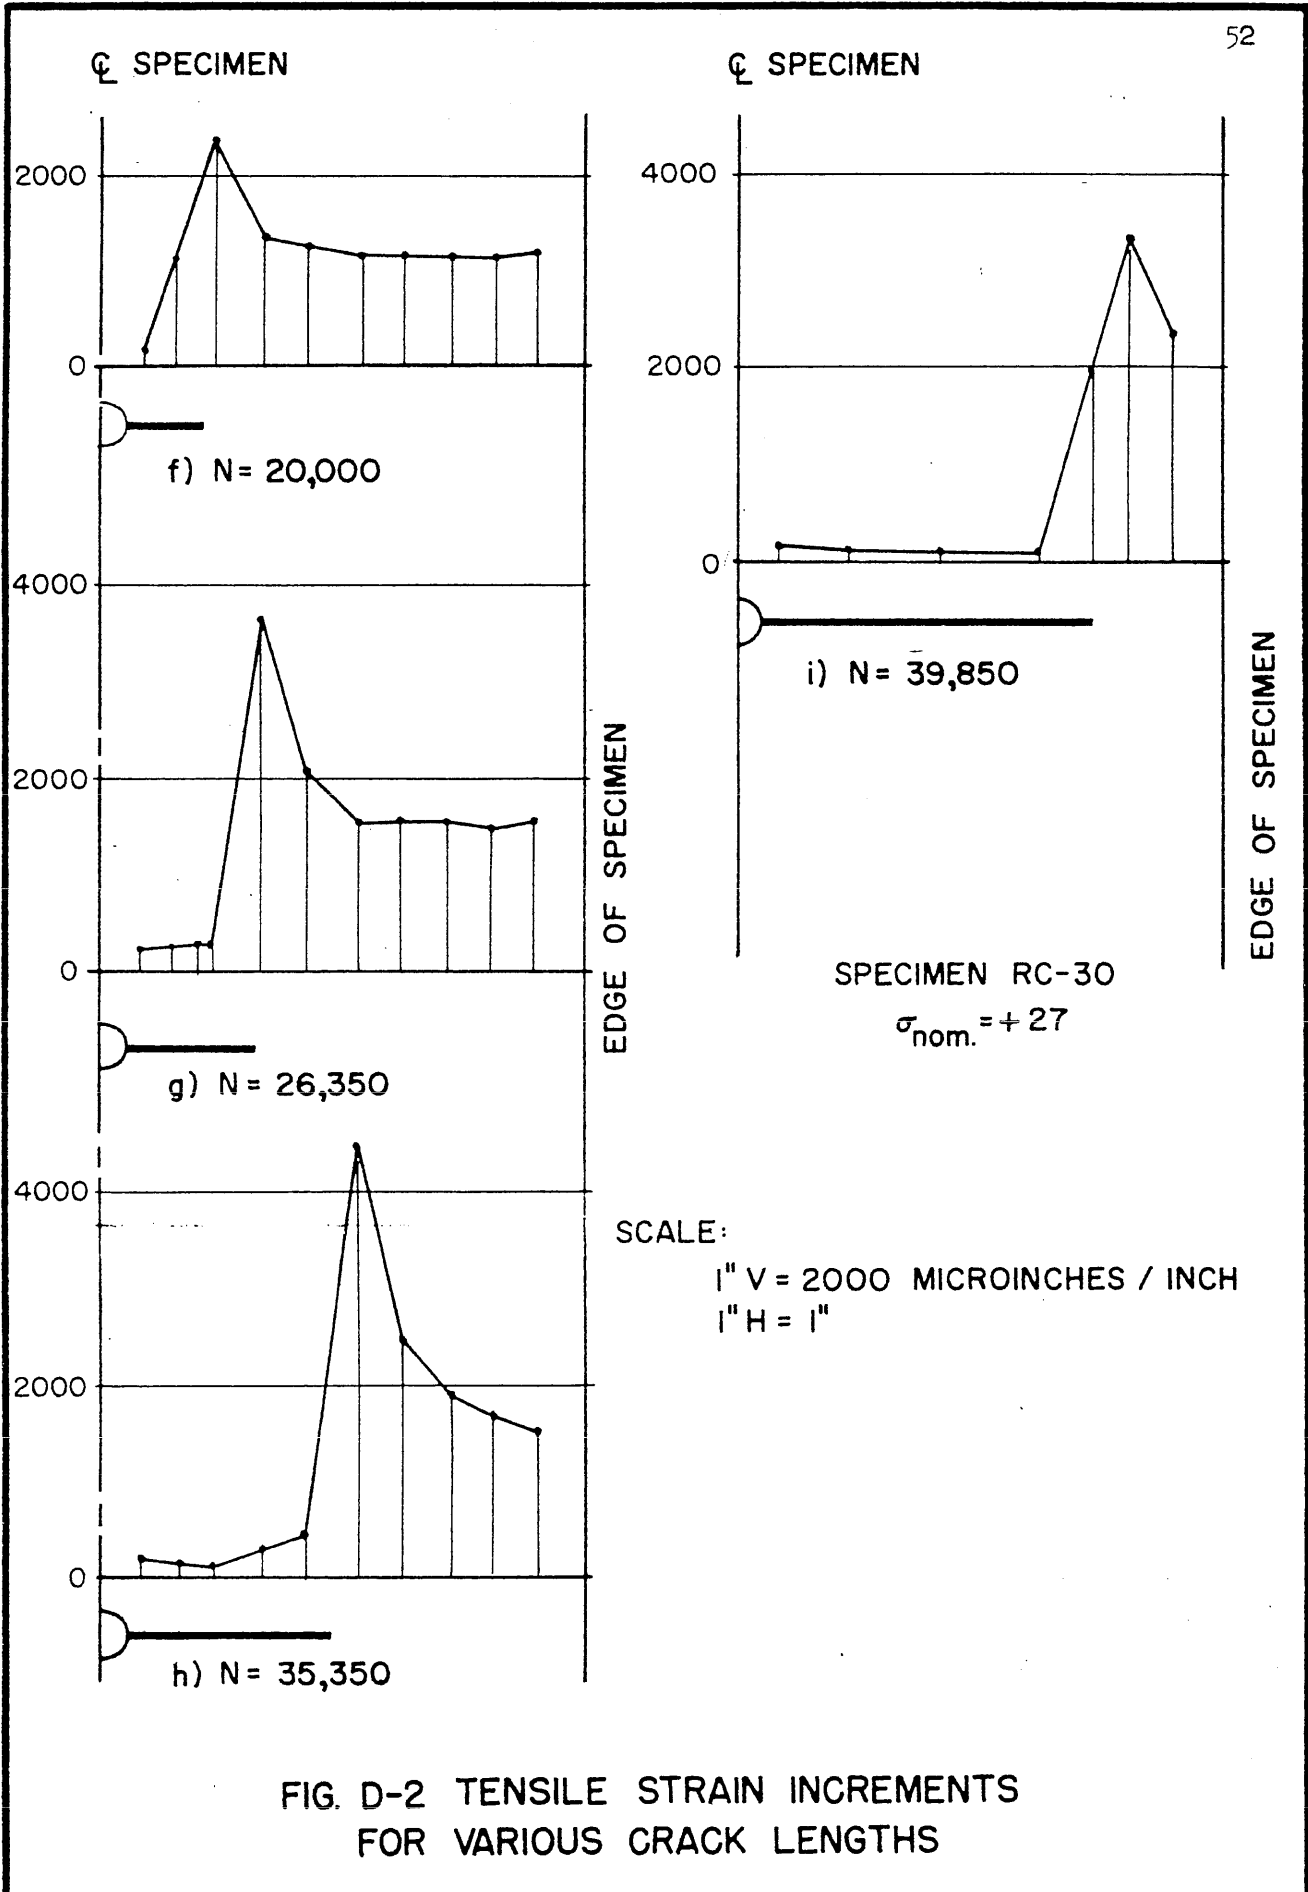 52
℄ SPECIMEN
2000
0
f) N= 20,000
4000
2000
0
g) N= 26,350
4000
2000
0
h) N= 35,350
EDGE OF SPECIMEN
℄ SPECIMEN
4000
2000
0
i) N= 39,850
EDGE OF SPECIMEN
SPECIMEN RC-30
σnom. = + 27
SCALE:
1" V = 2000 MICROINCHES / INCH
1" H = 1"
FIG. D-2 TENSILE STRAIN INCREMENTS
FOR VARIOUS CRACK LENGTHS